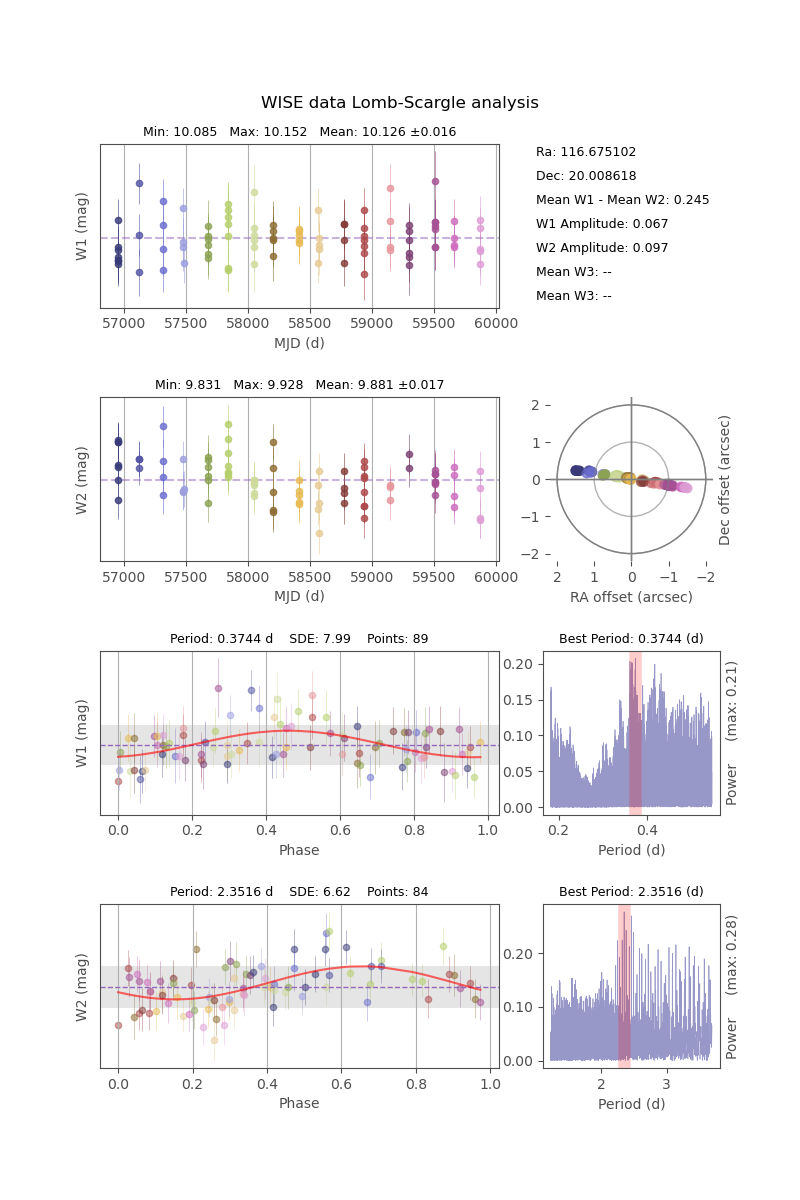 WISE data Lomb-Scargle analysis
Min: 10.085   Max: 10.152   Mean: 10.126 ±0.016
W1 (mag)
57000 57500 58000 58500 59000 59500 60000
MJD (d)
Ra: 116.675102
Dec: 20.008618
Mean W1 - Mean W2: 0.245
W1 Amplitude: 0.067
W2 Amplitude: 0.097
Mean W3: --
Mean W3: --
Min: 9.831   Max: 9.928   Mean: 9.881 ±0.017
W2 (mag)
57000 57500 58000 58500 59000 59500 60000
MJD (d)
2
1
0
−1
−2
2 1 0 −1 −2
RA offset (arcsec)
Dec offset (arcsec)
Period: 0.3744 d    SDE: 7.99    Points: 89
W1 (mag)
0.0 0.2 0.4 0.6 0.8 1.0
Phase
Best Period: 0.3744 (d)
0.20
0.15
0.10
0.05
0.00
0.2 0.4
Period (d)
Power     (max: 0.21)
Period: 2.3516 d    SDE: 6.62    Points: 84
W2 (mag)
0.0 0.2 0.4 0.6 0.8 1.0
Phase
Best Period: 2.3516 (d)
0.20
0.10
0.00
2 3
Period (d)
Power     (max: 0.28)